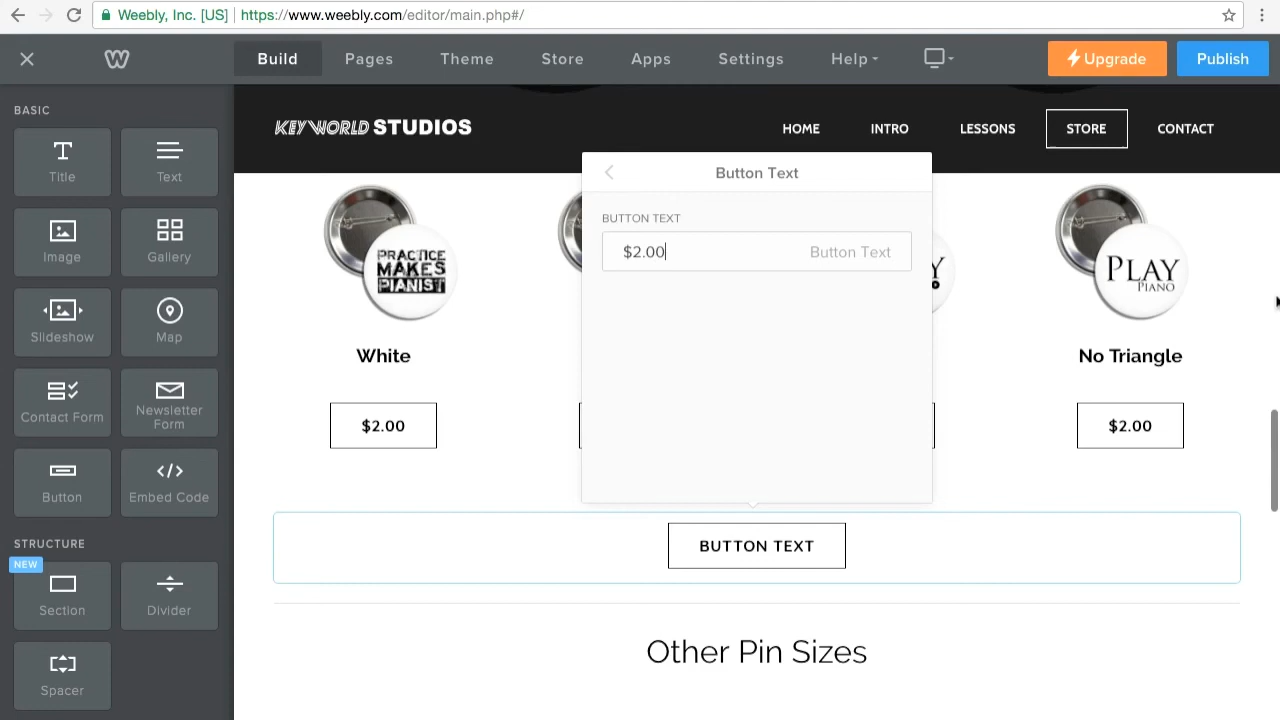 Weebly, Inc. [US] https://www.weebly.com/editor/main.php#/
Build Pages Theme Store Apps Settings Help Upgrade Publish
BASIC
Title
Text
Image
Gallery
Slideshow
Map
Contact Form
Newsletter
Form
Button
Embed Code
STRUCTURE
NEW
Section
Divider
Spacer
KEYWORLD STUDIOS
HOME INTRO LESSONS STORE CONTACT
Button Text
BUTTON TEXT
$2.00 Button Text
PRACTICE
MAKES
PIANIST
PLAY
PIANO
White
No Triangle
$2.00
$2.00
BUTTON TEXT
Other Pin Sizes